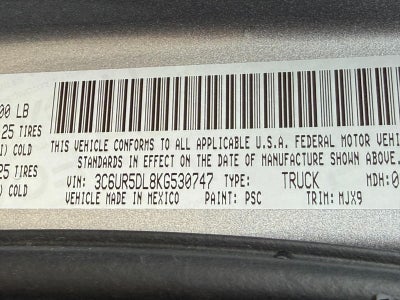 00 LB
25 TIRES
I) COLD
25 TIRES
I) COLD
THIS VEHICLE CONFORMS TO ALL APPLICABLE U.S.A. FEDERAL MOTOR VEHI
STANDARDS IN EFFECT ON THE DATE OF MANUFACTURE SHOWN ABOVE.
VIN: 3C6UR5DL8KG530747 TYPE: TRUCK MDH:0
VEHICLE MADE IN MEXICO PAINT: PSC TRIM: MJX9